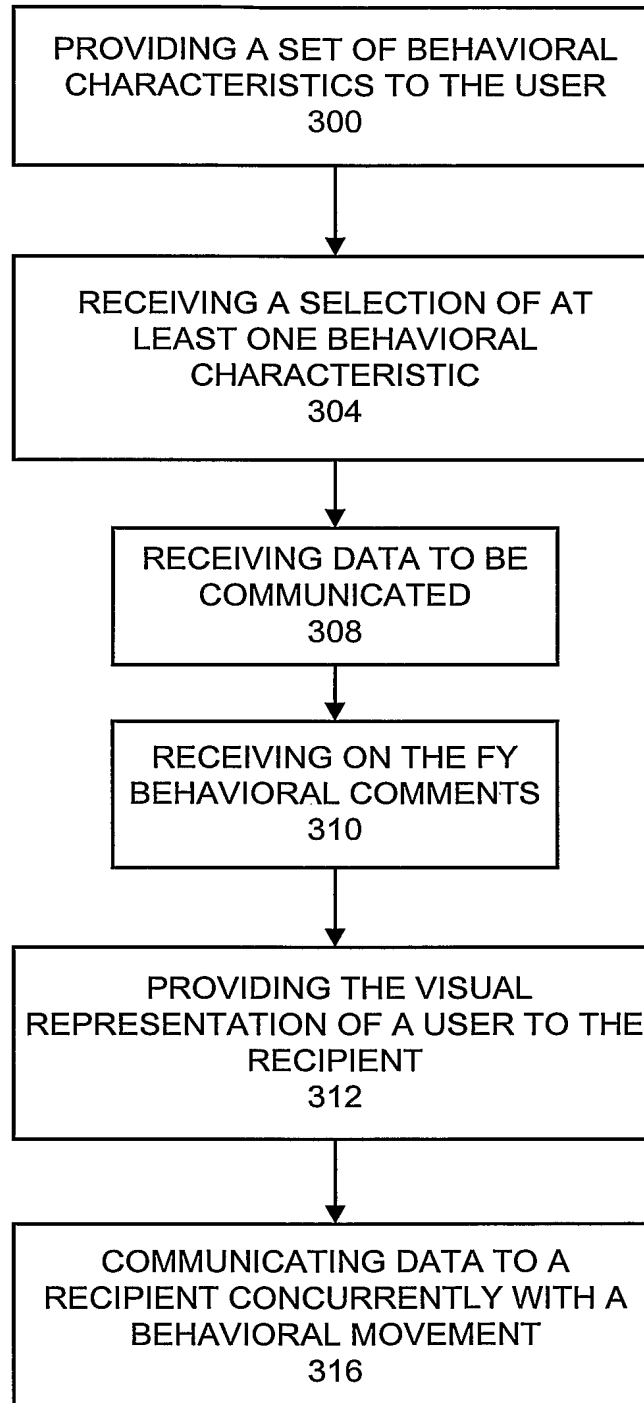 PROVIDING A SET OF BEHAVIORAL
CHARACTERISTICS TO THE USER
300
RECEIVING A SELECTION OF AT
LEAST ONE BEHAVIORAL
CHARACTERISTIC
304
RECEIVING DATA TO BE
COMMUNICATED
308
RECEIVING ON THE FY
BEHAVIORAL COMMENTS
310
PROVIDING THE VISUAL
REPRESENTATION OF A USER TO THE
RECIPIENT
312
COMMUNICATING DATA TO A
RECIPIENT CONCURRENTLY WITH A
BEHAVIORAL MOVEMENT
316